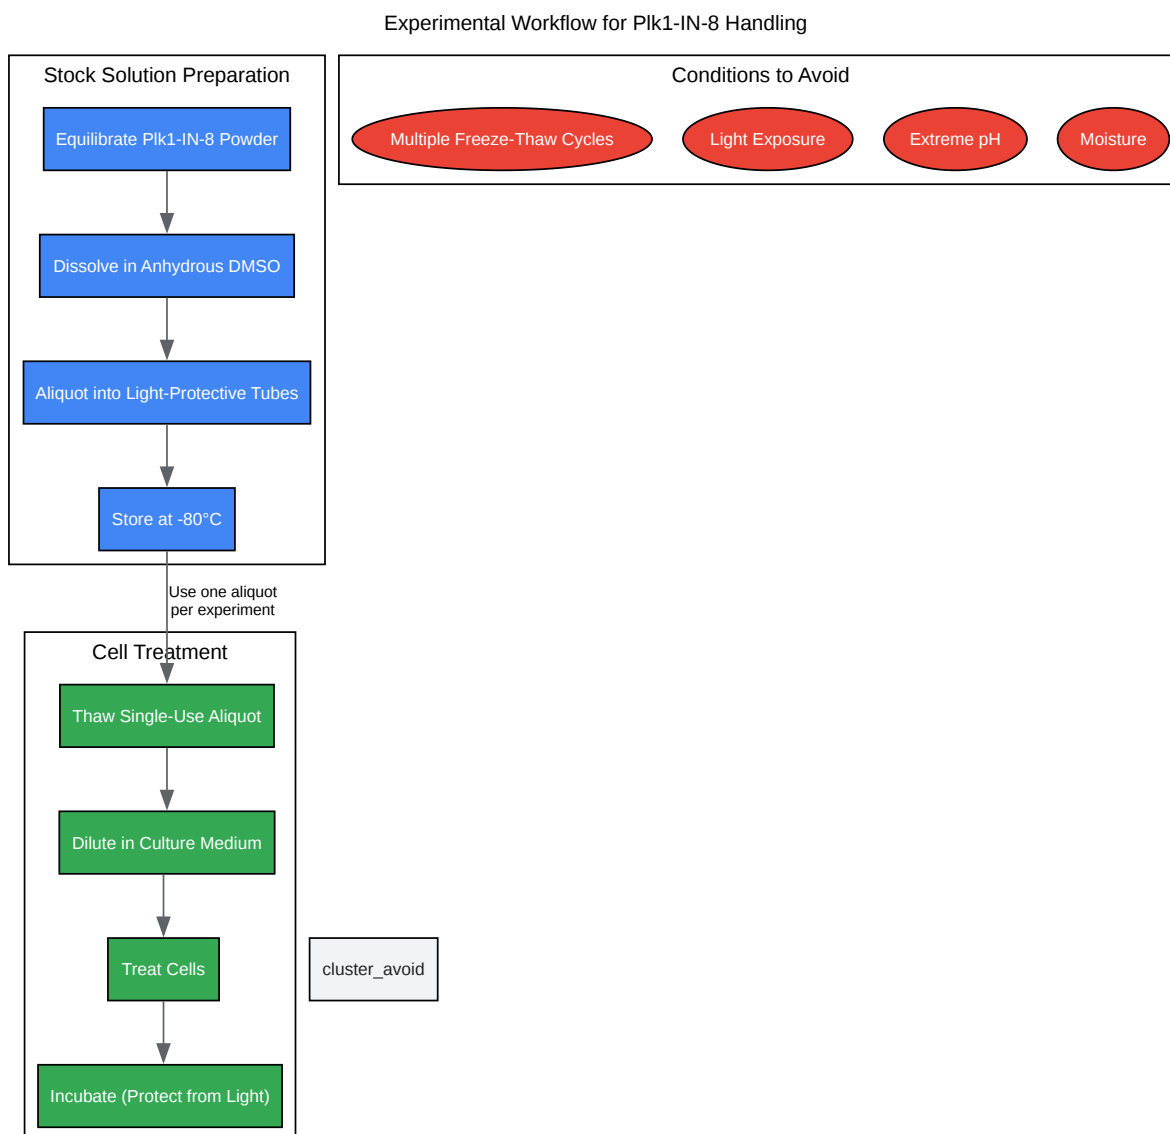 Experimental Workflow for Plk1-IN-8 Handling
Stock Solution Preparation
Equilibrate Plk1-IN-8 Powder
Dissolve in Anhydrous DMSO
Aliquot into Light-Protective Tubes
Store at -80°C
Use one aliquot
per experiment
Cell Treatment
Thaw Single-Use Aliquot
Dilute in Culture Medium
Treat Cells
Incubate (Protect from Light)
Conditions to Avoid
Multiple Freeze-Thaw Cycles
Light Exposure
Extreme pH
Moisture
cluster_avoid